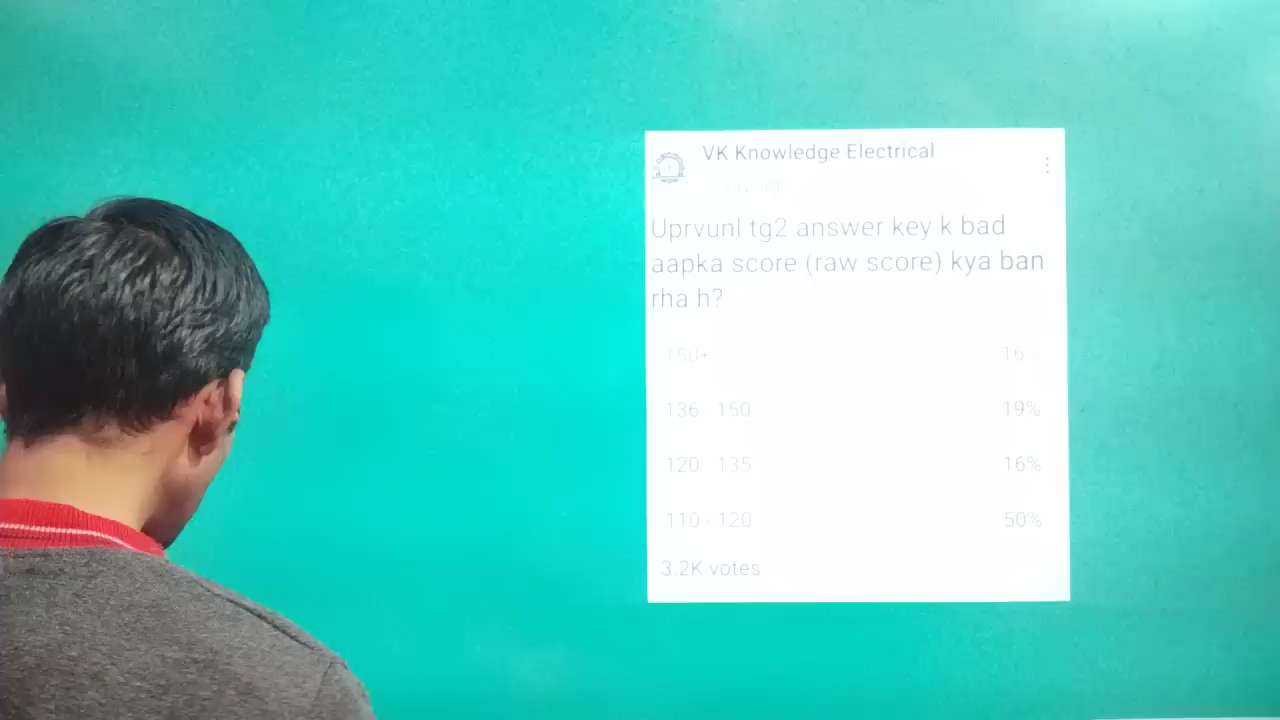 VK Knowledge Electrical
Uprvunl tg2 answer key k bad
aapka score (raw score) kya ban
rha h?
150+ 16%
136 - 150 19%
120 - 135 16%
110 - 120 50%
3.2K votes